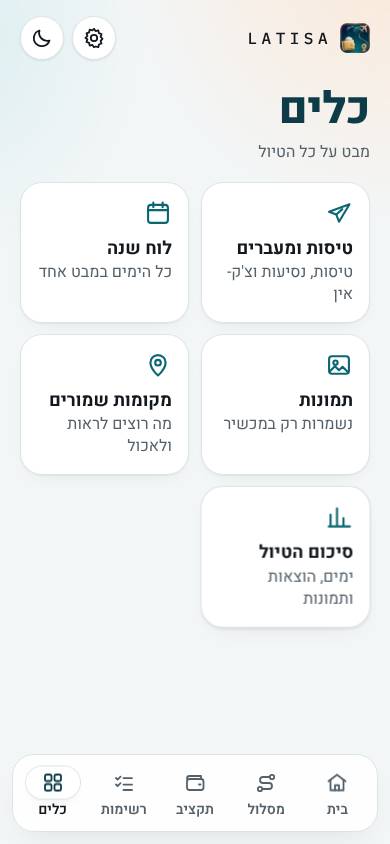 LATISA
כלים
מבט על כל הטיול
טיסות ומעברים
טיסות, נסיעות וצ'ק-
אין
לוח שנה
כל הימים במבט אחד
תמונות
נשמרות רק במכשיר
מקומות שמורים
מה רוצים לראות
ולאכול
סיכום הטיול
ימים, הוצאות
ותמונות
בית
מסלול
תקציב
רשימות
כלים